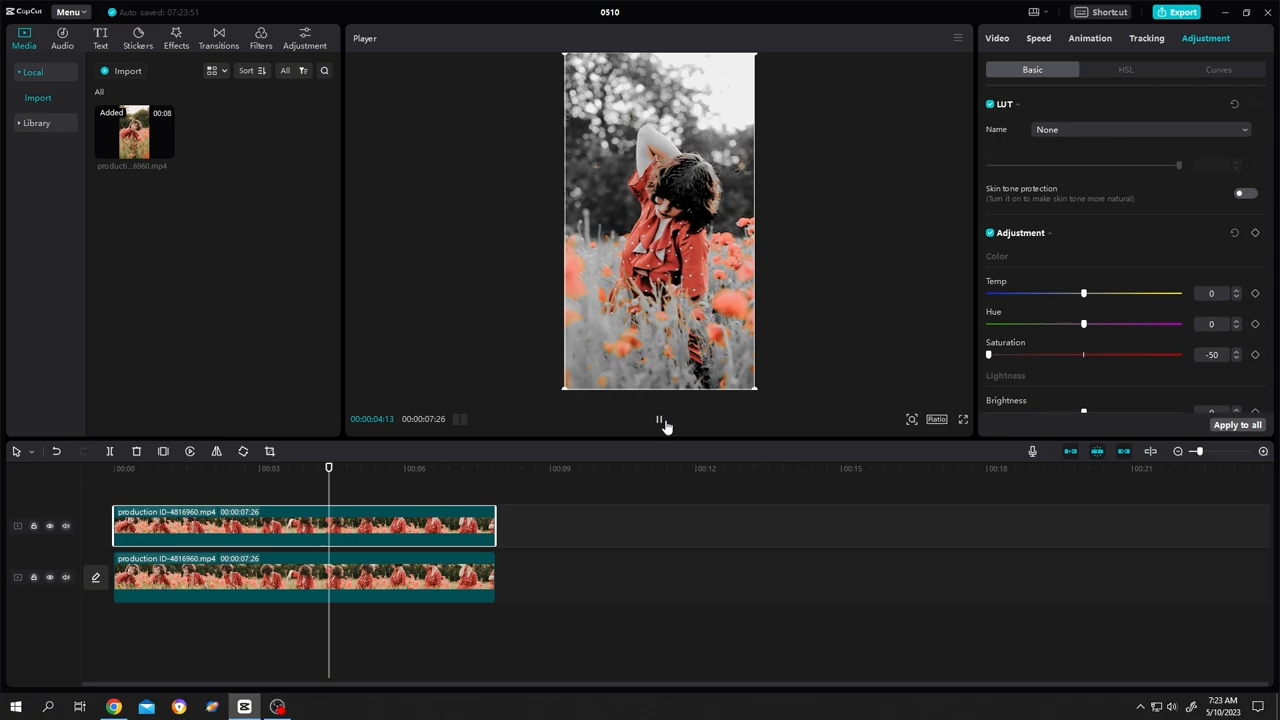 CapCut
Menu
Auto saved: 07:23:51
0510
Shortcut
Export
Media
Audio
Text
Stickers
Effects
Transitions
Filters
Adjustment
Local
Import
Library
Import
Sort
All
All
Added
00:08
producti...6960.mp4
Player
00:00:04:13
00:00:07:26
Ratio
Video
Speed
Animation
Tracking
Adjustment
Basic
HSL
Curves
LUT
Name
None
Skin tone protection
(Turn it on to make skin tone more natural)
Adjustment
Color
Temp
0
Hue
0
Saturation
-50
Lightness
Brightness
Apply to all
00:00
00:03
00:06
00:09
00:12
00:15
00:18
00:21
production ID-4816960.mp4 00:00:07:26
production ID-4816960.mp4 00:00:07:26
7:23 AM
5/10/2023